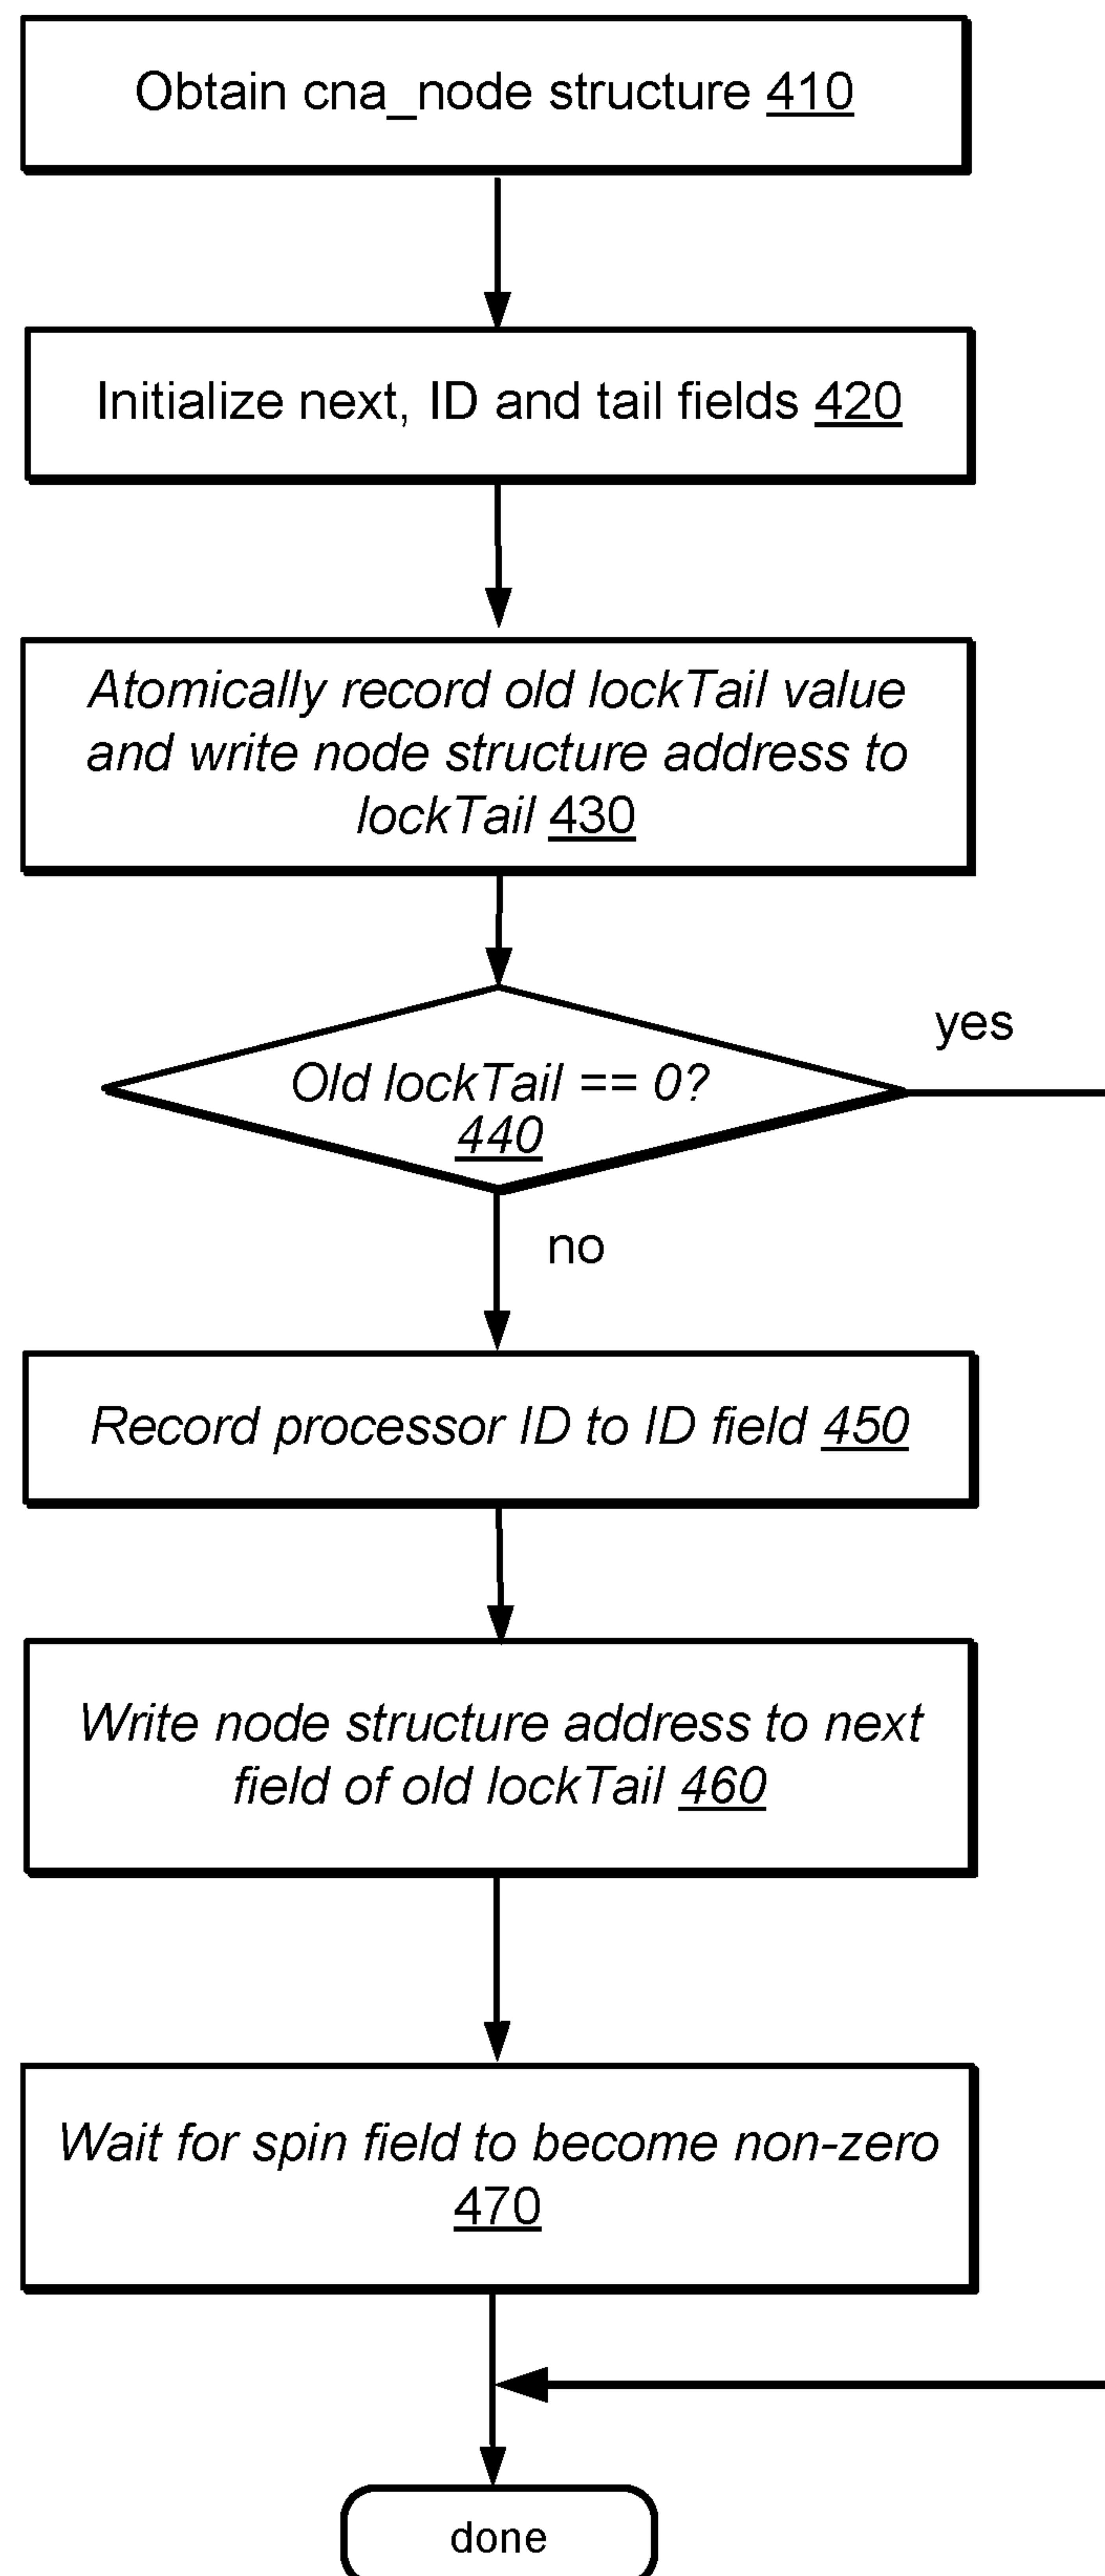 Obtain cna_node structure 410
Initialize next, ID and tail fields 420
Atomically record old lockTail value
and write node structure address to
lockTail 430
Old lockTail == 0?
440
yes
no
Record processor ID to ID field 450
Write node structure address to next
field of old lockTail 460
Wait for spin field to become non-zero
470
done